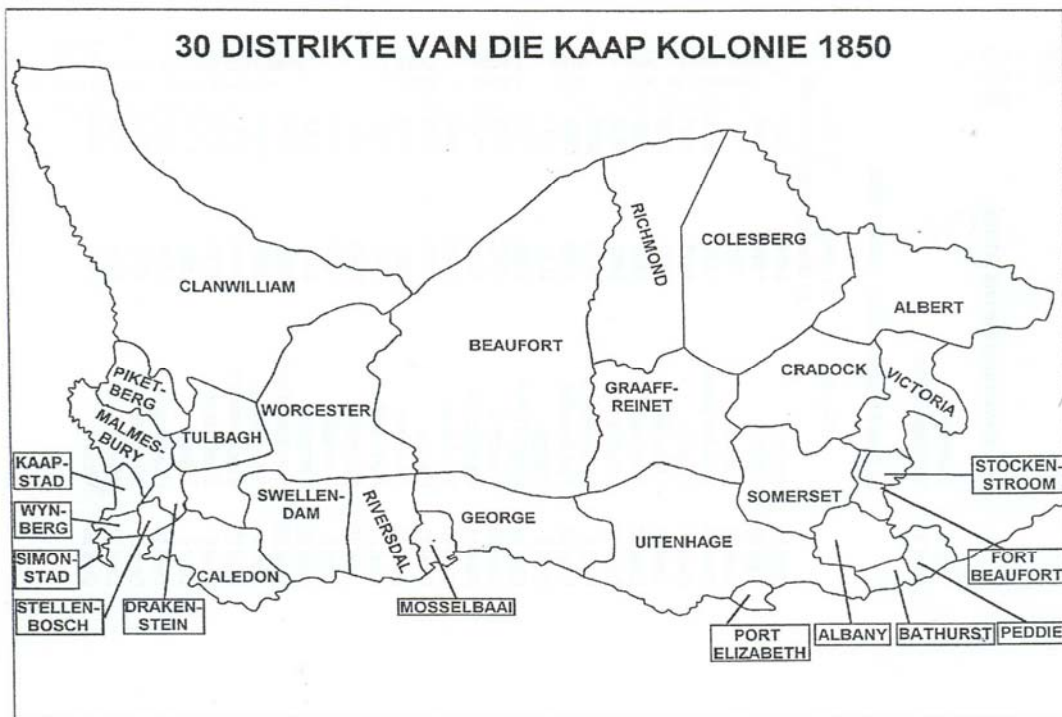 30 DISTRIKTE VAN DIE KAAP KOLONIE 1850
CLANWILLIAM
RICHMOND
COLESBERG
ALBERT
BEAUFORT
PIKET-
BERG
MALMES-
BURY
TULBAGH
WORCESTER
GRAAFF-
REINET
CRADOCK
VICTORIA
KAAP-
STAD
WYN-
BERG
SIMON-
STAD
STELLEN-
BOSCH
DRAKEN-
STEIN
CALEDON
SWELLEN-
DAM
RIVERSDAL
MOSSELBAAI
GEORGE
UITENHAGE
SOMERSET
STOCKEN-
STROOM
FORT
BEAUFORT
PORT
ELIZABETH
ALBANY
BATHURST
PEDDIE